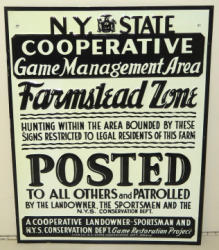 N.Y. STATE
COOPERATIVE
Game Management Area
Farmstead Zone
HUNTING WITHIN THE AREA BOUNDED BY THESE
SIGNS RESTRICTED TO LEGAL RESIDENTS OF THIS FARM
POSTED
TO ALL OTHERS and PATROLLED
BY THE LANDOWNER, THE SPORTSMEN AND THE
N.Y.S. CONSERVATION DEPT.
A COOPERATIVE LANDOWNER-SPORTSMAN AND
N.Y.S. CONSERVATION DEPT. Game Restoration Project